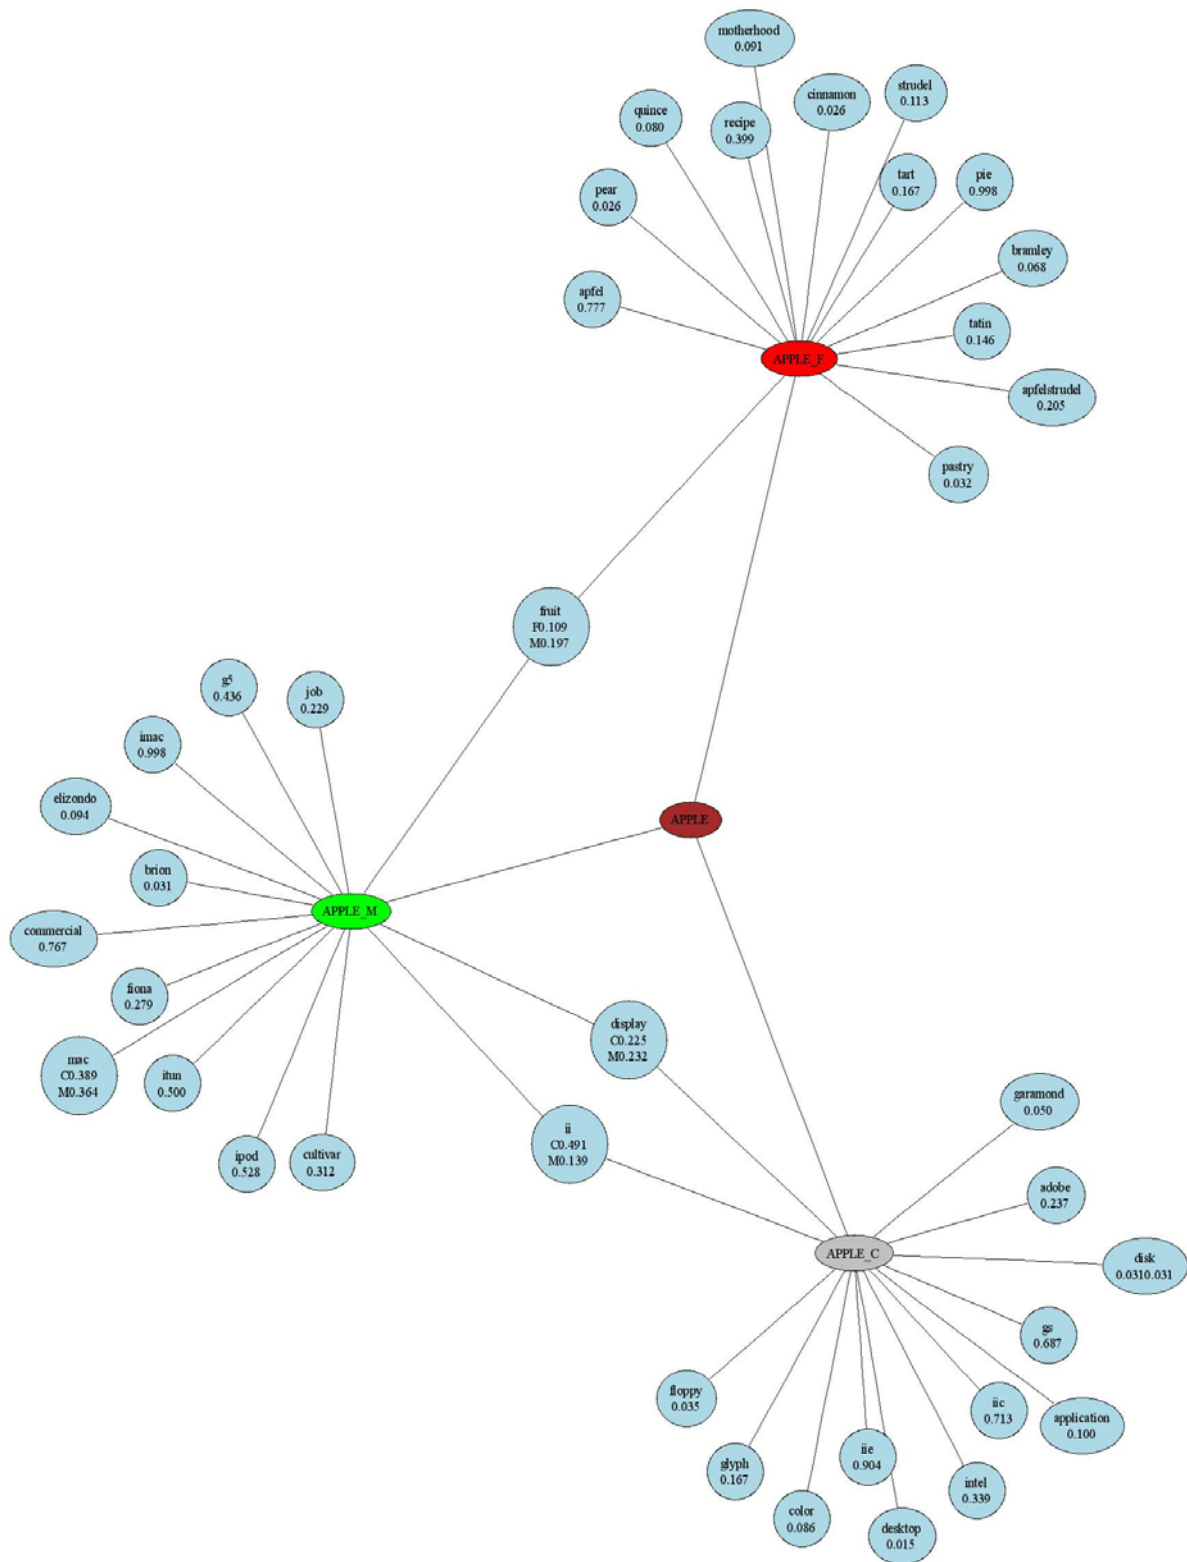 motherhood
0.091
strudel
0.113
cinnamon
0.026
quince
0.080
recipe
0.399
tart
0.167
pie
0.998
pear
0.026
bramley
0.068
apfel
0.777
tatin
0.146
APPLE_F
apfelstrudel
0.205
pastry
0.032
fruit
F0.109
M0.197
g5
0.436
job
0.229
imac
0.998
elizondo
0.094
APPLE
brion
0.031
APPLE_M
commercial
0.767
fiona
0.279
display
C0.225
M0.232
mac
C0.389
M0.364
itun
0.500
garamond
0.050
ii
C0.491
M0.139
ipod
0.528
cultivar
0.312
adobe
0.237
APPLE_C
disk
0.0310.031
gs
0.687
floppy
0.035
iic
0.713
application
0.100
iie
0.904
glyph
0.167
intel
0.339
color
0.086
desktop
0.015